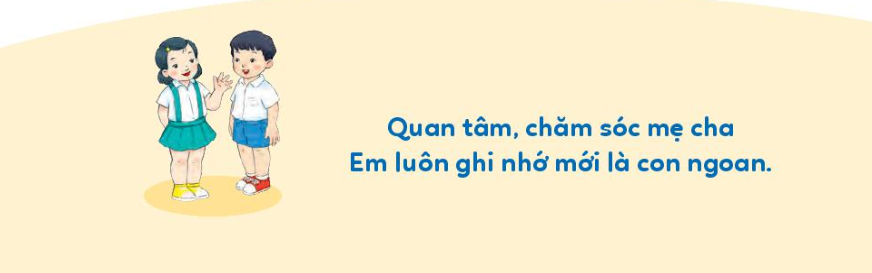 Quan tâm, chăm sóc mẹ cha
Em luôn ghi nhớ mới là con ngoan.